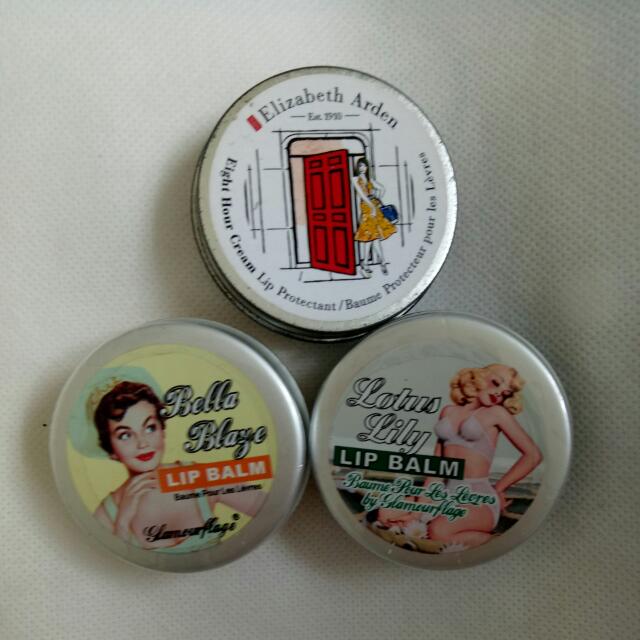 Elizabeth Arden
Est. 1910
Eight Hour Cream Lip Protectant/Baume Protecteur pour les Lèvres
Bella
Blaze
LIP BALM
Baume Pour Les Lèvres
Glamourflage®
Lotus
Lily
LIP BALM
Baume Pour Les Lèvres
by Glamourflage